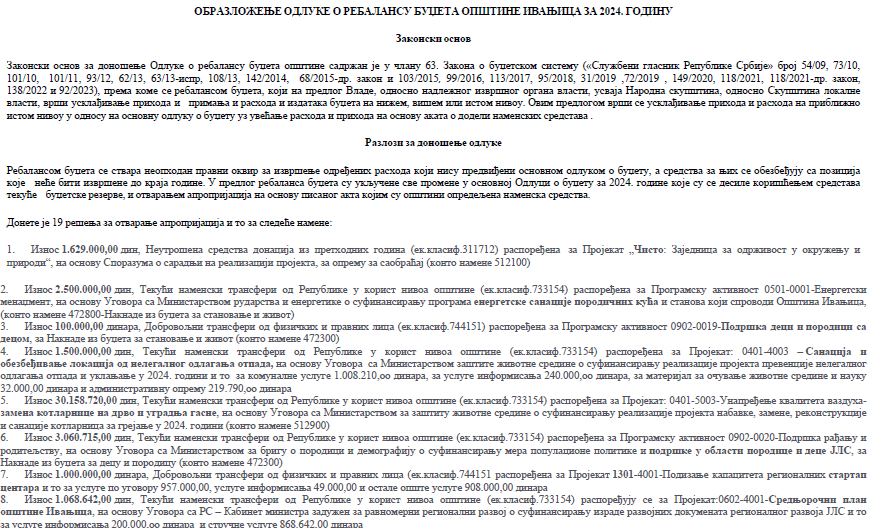 ОБРАЗЛОЖЕЊЕ ОДЛУКЕ О РЕБАЛАНСУ БУЏЕТА ОПШТИНЕ ИВАЊИЦА ЗА 2024. ГОДИНУ
Законски основ
Законски основ за доношење Одлуке о ребалансу буџета општине садржан је у члану 63. Закона о буџетском систему («Службени гласник Републике Србије» број 54/09, 73/10,
101/10, 101/11, 93/12, 62/13, 63/13-испр, 108/13, 142/2014, 68/2015-др. закон и 103/2015, 99/2016, 113/2017, 95/2018, 31/2019 ,72/2019 , 149/2020, 118/2021, 118/2021-др. закон,
138/2022 и 92/2023), према коме се ребалансом буџета, који на предлог Владе, односно надлежног извршног органа власти, усваја Народна скупштина, односно Скупштина локалне
власти, врши усклађивање прихода и примања и расхода и издатака буџета на нижем, вишем или истом нивоу. Овим предлогом врши се усклађивање прихода и расхода на приближно
истом нивоу у односу на основну одлуку о буџету уз увећање расхода и прихода на основу аката о додели наменских средстава .
Разлози за доношење одлуке
Ребалансом буџета се ствара неопходан правни оквир за извршење одређених расхода који нису предвиђени основном одлуком о буџету, а средства за њих се обезбеђују са позиција
које неће бити извршене до краја године. У предлог ребаланса буџета су укључене све промене у основној Одлуци о буџету за 2024. године које су се десиле коришћењем средстава
текуће буџетске резерве, и отварањем апропријација на основу писаног акта којим су општини опредељена наменска средства.
Донете је 19 решења за отварање апропријација и то за следеће намене:
1. Износ 1.629.000,00 дин, Неутрошена средства донација из претходних година (ек.класиф.311712) распоређена за Пројекат ,,Чисто: Заједница за одрживост у окружењу и
природи“, на основу Споразума о сарадњи на реализацији пројекта, за опрему за саобраћај (конто намене 512100)
2. Износ 2.500.000,00 дин, Текући наменски трансфери од Републике у корист нивоа општине (ек.класиф.733154) распоређена за Програмску активност 0501-0001-Енергетски
менаџмент, на основу Уговора са Министарством рударства и енергетике о суфинансирању програма енергетске санације породичних кућа и станова који спроводи Општина Ивањица,
(конто намене 472800-Накнаде из буџета за становање и живот)
3. Износ 100.000,00 динара, Добровољни трансфери од физичких и правних лица (ек.класиф.744151) распоређена за Програмску активност 0902-0019-Подршка деци и породици са
децом, за Накнаде из буџета за становање и живот (конто намене 472300)
4. Износ 1.500.000,00 дин, Текући наменски трансфери од Републике у корист нивоа општине (ек.класиф.733154) распоређена за Пројекат: 0401-4003 – Санација и
обезбеђивање локација од нелегалног одлагања отпада, на основу Уговора са Министарством заштите животне средине о суфинансирању реализације пројекта превенције нелегалног
одлагања отпада и уклањање у 2024. години и то за комуналне услуге 1.008.210,оо динара, за услуге информисања 240.000,оо динара, за материјал за очување животне средине и науку
32.000,00 динара и административну опрему 219.790,оо динара
5. Износ 30.158.720,00 дин, Текући наменски трансфери од Републике у корист нивоа општине (ек.класиф.733154) распоређена за Пројекат: 0401-5003-Унапређење квалитета ваздуха-
замена котларнице на дрво и уградња гасне, на основу Уговора са Министарством за заштиту животне средине о суфинансирању реализације пројекта набавке, замене, реконструкције
и санације котларница за грејање у 2024. години (конто намене 512900)
6. Износ 3.060.715,00 дин, Текући наменски трансфери од Републике у корист нивоа општине (ек.класиф.733154) распоређена за Програмску активност 0902-0020-Подршка рађању и
родитељству, на основу Уговора са Министарством за бригу о породици и демографију о суфинансирању мера популационе политике и подршке у области породице и деце ЈЛС, за
Накнаде из буџета за децу и породицу (конто намене 472300)
7. Износ 1.000.000,00 динара, Добровољни трансфери од физичких и правних лица (ек.класиф.744151 распоређена за Пројекат 1301-4001-Подизање капацитета регионалних стартап
центара и то за услуге по уговору 957.000,00, услуге информисања 49.000,00 и остале опште услуге 908.000,00 динара
8. Износ 1.068.642,00 дин, Текући наменски трансфери од Републике у корист нивоа општине (ек.класиф.733154) распоређују се за Пројекат:0602-4001-Средњорочни план
општине Ивањица, на основу Уговора са РС – Кабинет министра задужен за равномерни регионални развој о суфинансирању израде развојних докумената регионалног развоја ЈЛС и то
за услуге информисања 200.000,оо динара и стручне услуге 868.642,00 динара